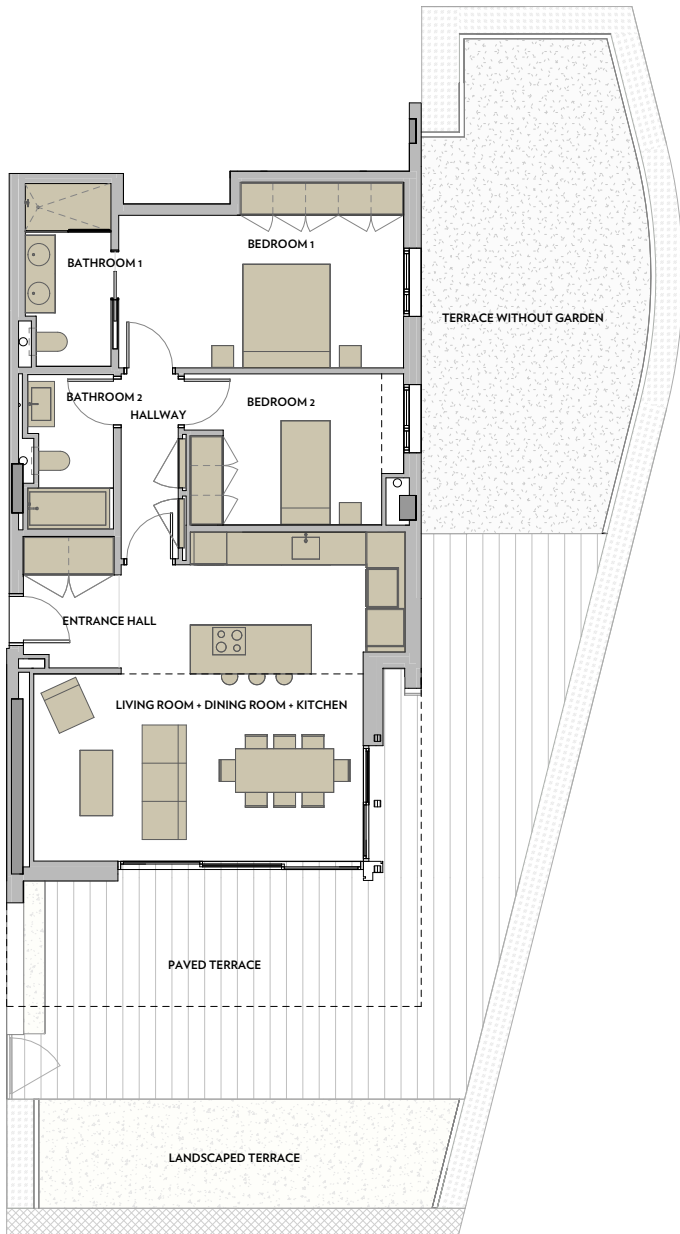 BEDROOM 1
BATHROOM 1
TERRACE WITHOUT GARDEN
BATHROOM 2
BEDROOM 2
HALLWAY
ENTRANCE HALL
LIVING ROOM + DINING ROOM + KITCHEN
PAVED TERRACE
LANDSCAPED TERRACE